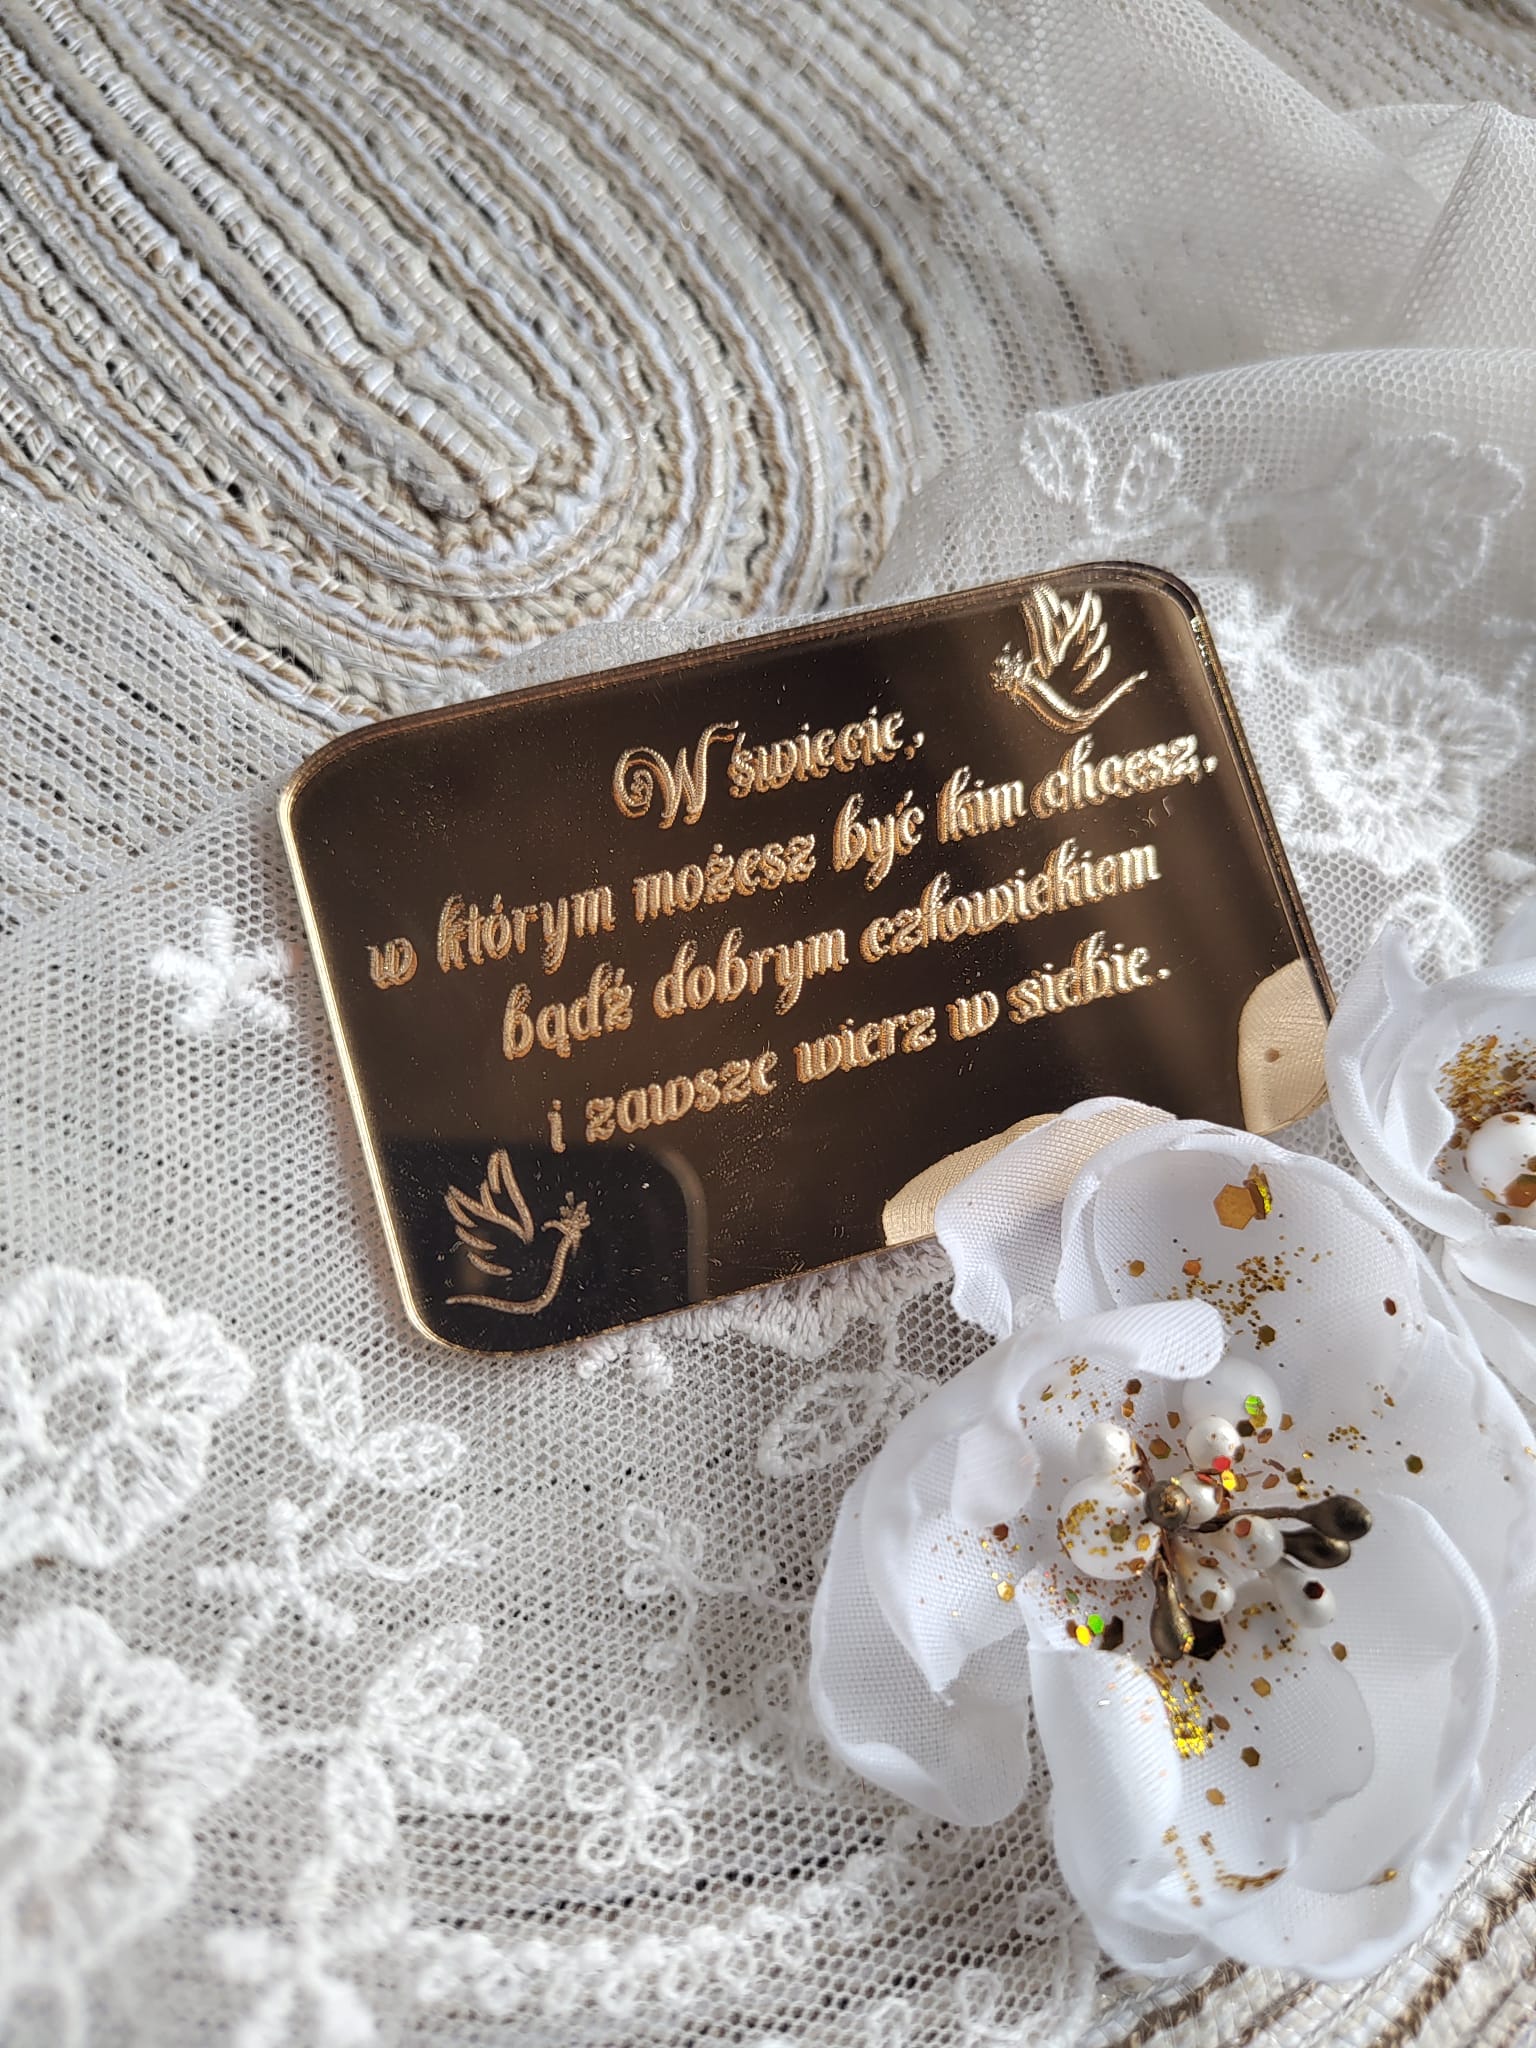 W świecie,
w którym możesz być kim chcesz,
bądź dobrym człowiekiem
i zawsze wierz w siebie.